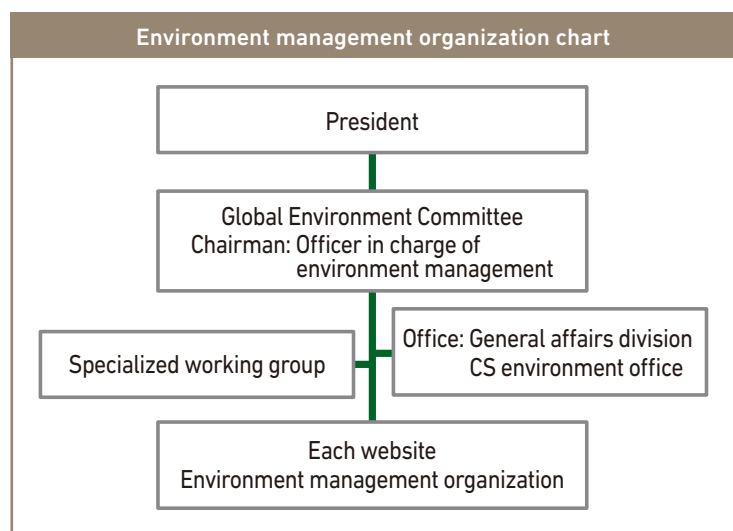 Environment management organization chart
President
Global Environment Committee
Chairman: Officer in charge of
environment management
Specialized working group
Office: General affairs division
CS environment office
Each website
Environment management organization